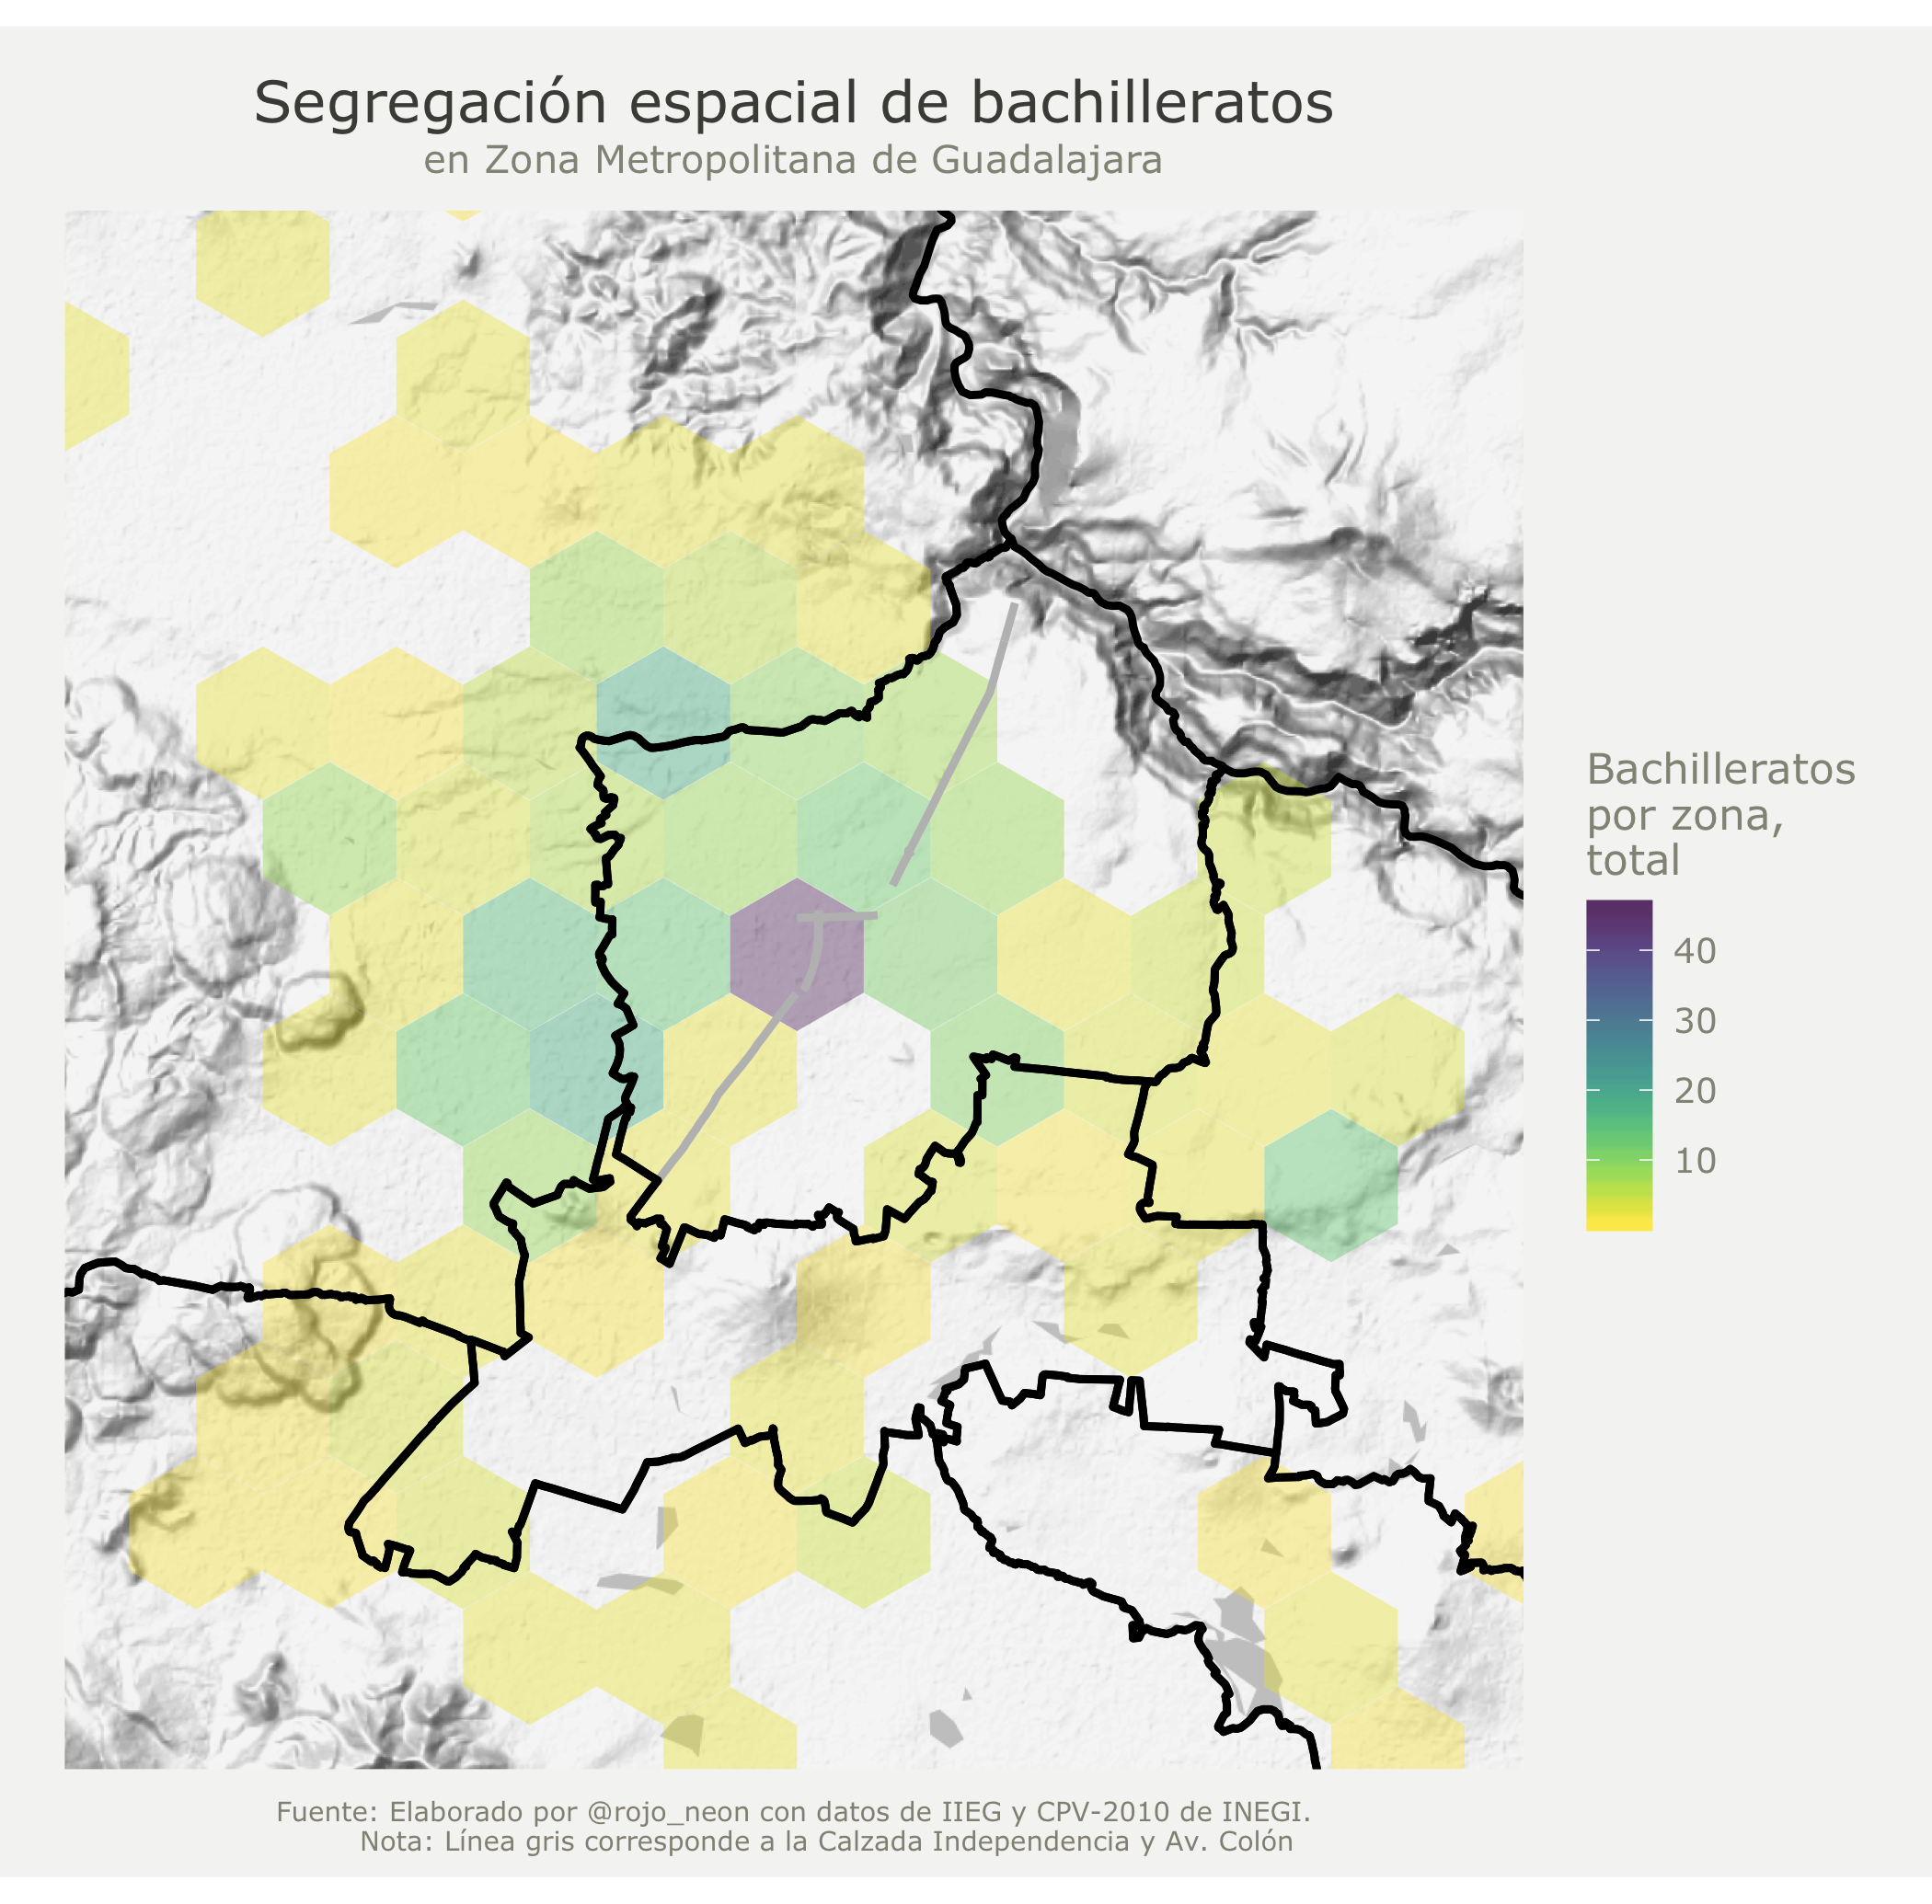 Segregación espacial de bachilleratos
en Zona Metropolitana de Guadalajara
Bachilleratos
por zona,
total
40
30
20
10
Fuente: Elaborado por @rojo_neon con datos de IIEG y CPV-2010 de INEGI.
Nota: Línea gris corresponde a la Calzada Independencia y Av. Colón